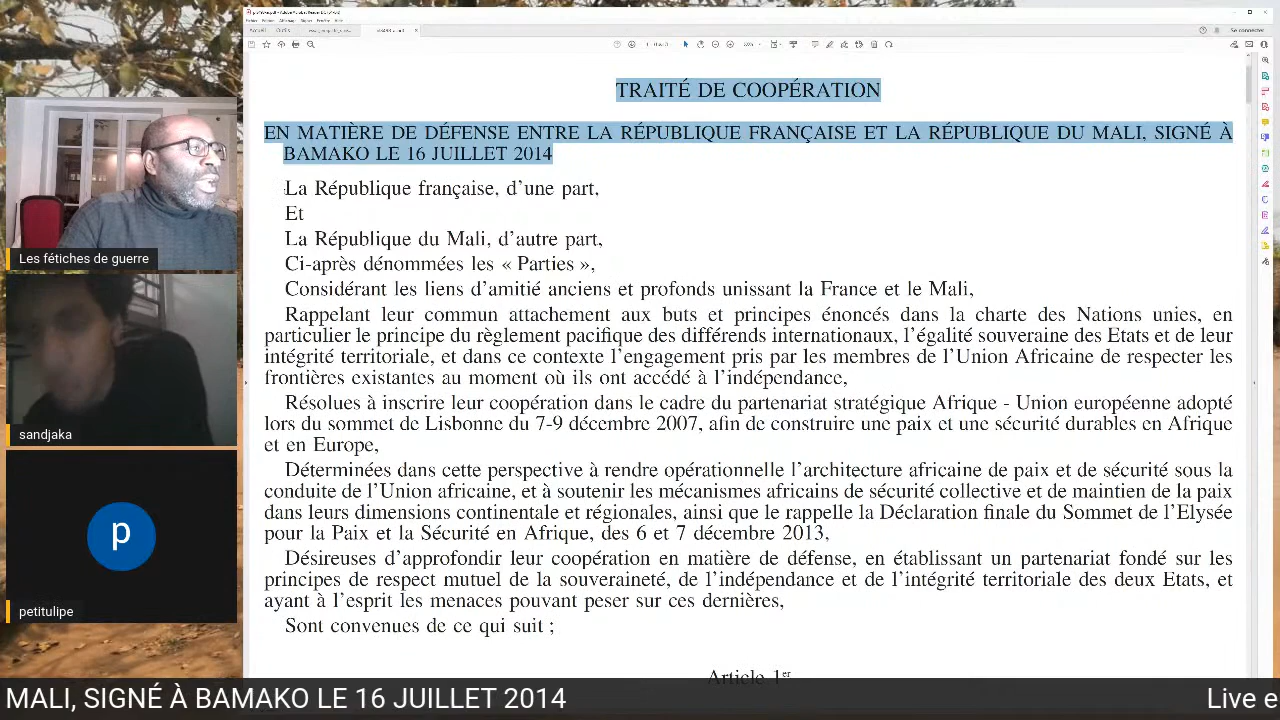 Se connecter
TRAITÉ DE COOPÉRATION
EN MATIÈRE DE DÉFENSE ENTRE LA RÉPUBLIQUE FRANÇAISE ET LA RÉPUBLIQUE DU MALI, SIGNÉ À
BAMAKO LE 16 JUILLET 2014
La République française, d’une part,
Et
La République du Mali, d’autre part,
Ci-après dénommées les « Parties »,
Considérant les liens d’amitié anciens et profonds unissant la France et le Mali,
Rappelant leur commun attachement aux buts et principes énoncés dans la charte des Nations unies, en
particulier le principe du règlement pacifique des différends internationaux, l’égalité souveraine des Etats et de leur
intégrité territoriale, et dans ce contexte l’engagement pris par les membres de l’Union Africaine de respecter les
frontières existantes au moment où ils ont accédé à l’indépendance,
Résolues à inscrire leur coopération dans le cadre du partenariat stratégique Afrique - Union européenne adopté
lors du sommet de Lisbonne du 7-9 décembre 2007, afin de construire une paix et une sécurité durables en Afrique
et en Europe,
Déterminées dans cette perspective à rendre opérationnelle l’architecture africaine de paix et de sécurité sous la
conduite de l’Union africaine, et à soutenir les mécanismes africains de sécurité collective et de maintien de la paix
dans leurs dimensions continentale et régionales, ainsi que le rappelle la Déclaration finale du Sommet de l’Elysée
pour la Paix et la Sécurité en Afrique, des 6 et 7 décembre 2013,
Désireuses d’approfondir leur coopération en matière de défense, en établissant un partenariat fondé sur les
principes de respect mutuel de la souveraineté, de l’indépendance et de l’intégrité territoriale des deux Etats, et
ayant à l’esprit les menaces pouvant peser sur ces dernières,
Sont convenues de ce qui suit ;
Article 1er
Les fétiches de guerre
sandjaka
p
petitulipe
MALI, SIGNÉ À BAMAKO LE 16 JUILLET 2014
Live e